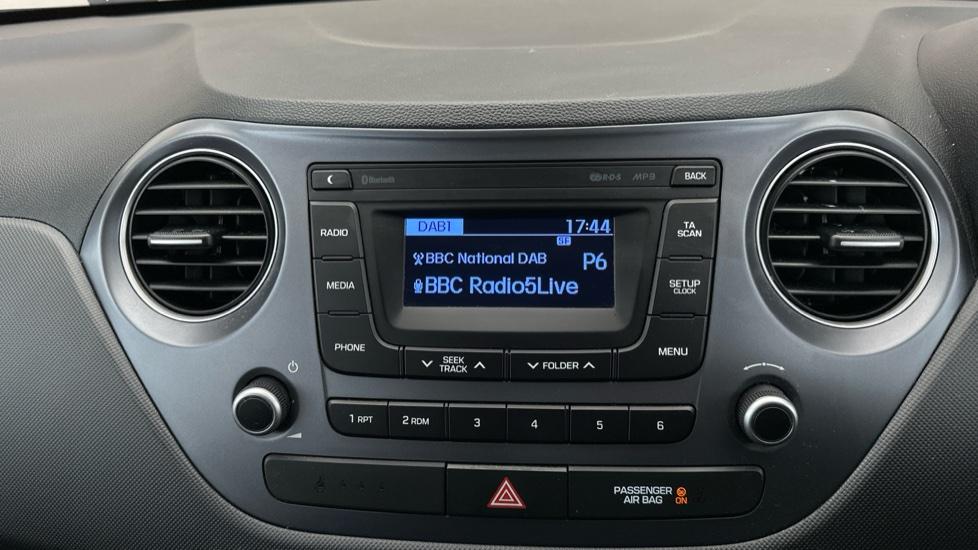 Bluetooth
R·D·S
MP3
BACK
RADIO
DAB1
17:44
SF
TA
SCAN
BBC National DAB
P6
MEDIA
BBC Radio5Live
SETUP
CLOCK
PHONE
SEEK
TRACK
FOLDER
MENU
1 RPT
2 RDM
3
4
5
6
PASSENGER
AIR BAG
ON